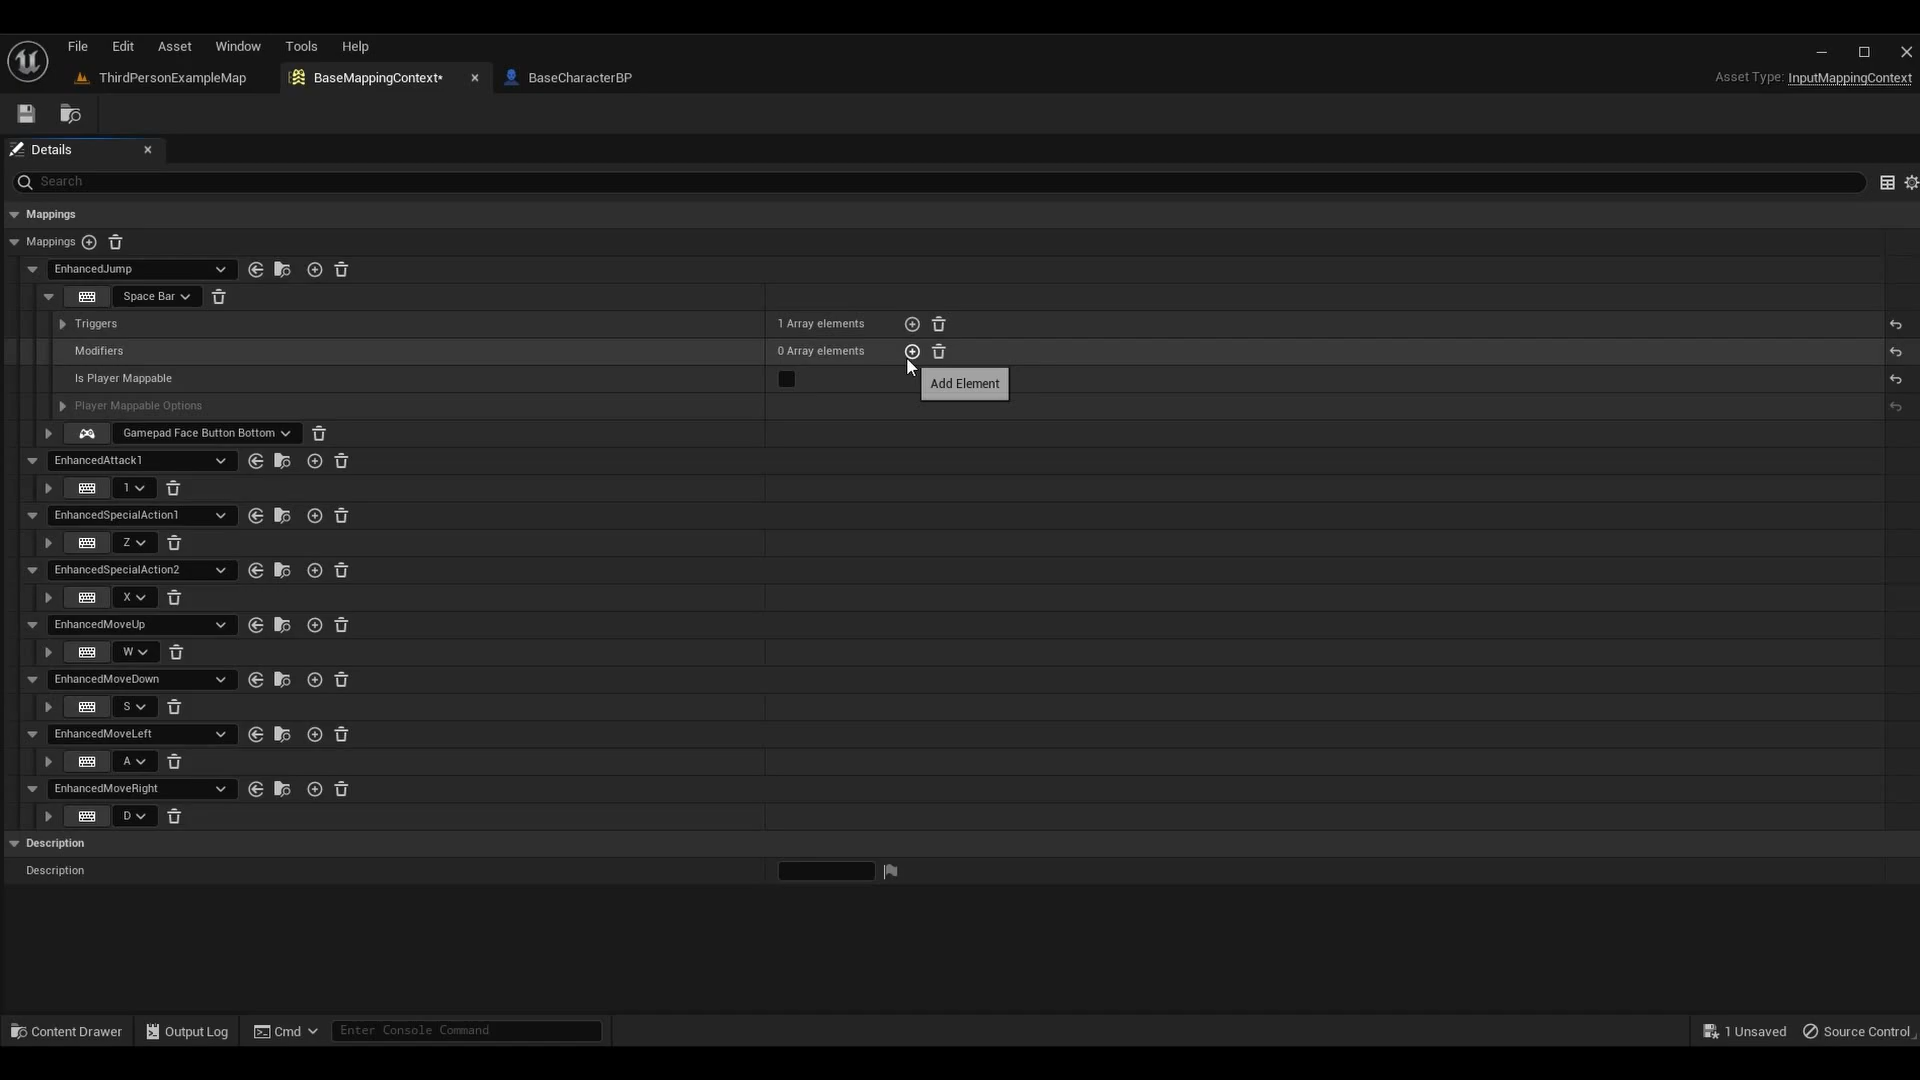 File Edit Asset Window Tools Help
ThirdPersonExampleMap BaseMappingContext* BaseCharacterBP Asset Type: InputMappingContext
Details
Search
Mappings
Mappings
EnhancedJump
Space Bar
Triggers 1 Array elements
Modifiers 0 Array elements
Is Player Mappable
Add Element
Player Mappable Options
Gamepad Face Button Bottom
EnhancedAttack1
1
EnhancedSpecialAction1
Z
EnhancedSpecialAction2
X
EnhancedMoveUp
W
EnhancedMoveDown
S
EnhancedMoveLeft
A
EnhancedMoveRight
D
Description
Description
Content Drawer Output Log Cmd Enter Console Command 1 Unsaved Source Control